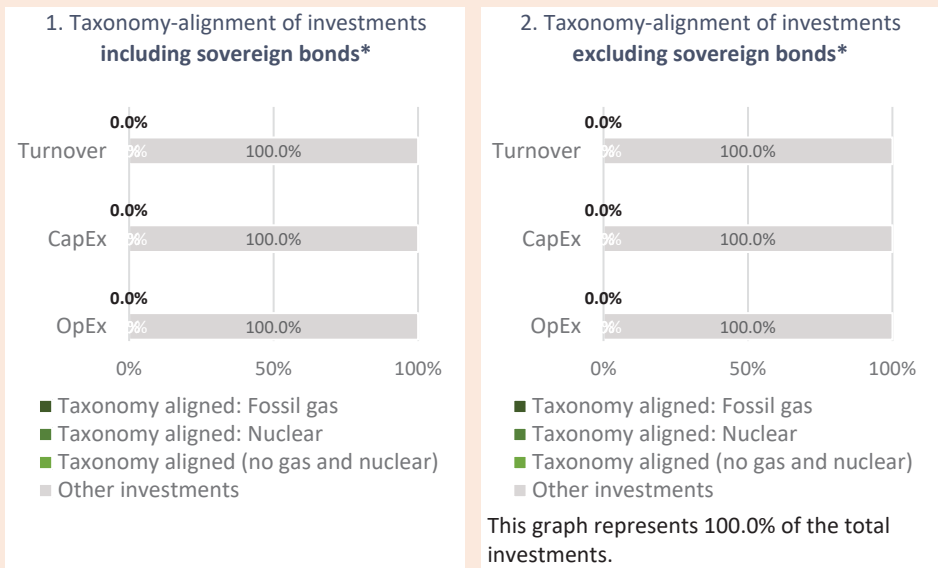 1. Taxonomy-alignment of investments
including sovereign bonds*
0.0%
Turnover
100.0%
0.0%
CapEx
100.0%
0.0%
OpEx
100.0%
0% 50% 100%
Taxonomy aligned: Fossil gas
Taxonomy aligned: Nuclear
Taxonomy aligned (no gas and nuclear)
Other investments
2. Taxonomy-alignment of investments
excluding sovereign bonds*
0.0%
Turnover
100.0%
0.0%
CapEx
100.0%
0.0%
OpEx
100.0%
0% 50% 100%
Taxonomy aligned: Fossil gas
Taxonomy aligned: Nuclear
Taxonomy aligned (no gas and nuclear)
Other investments
This graph represents 100.0% of the total
investments.